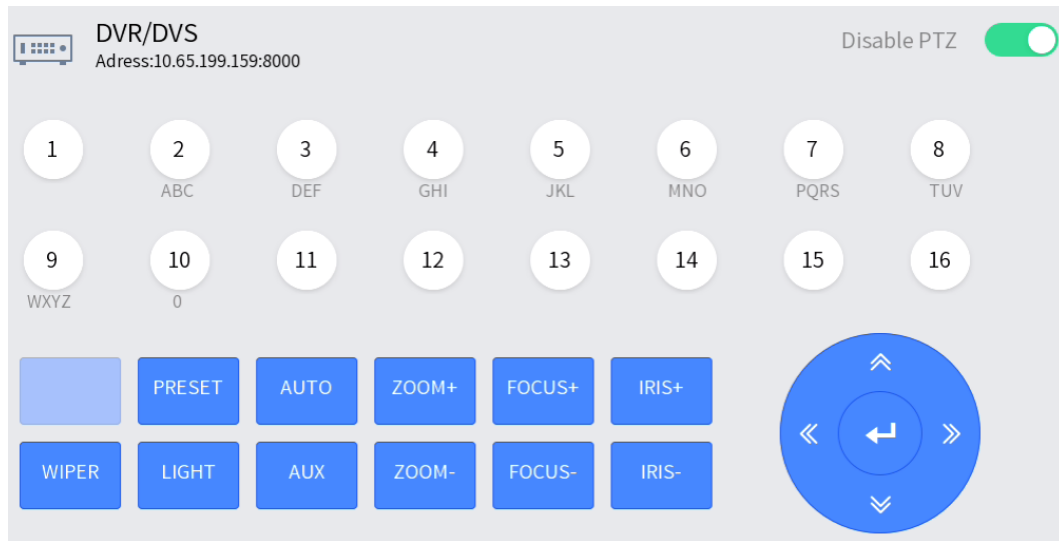 DVR/DVS
Disable PTZ
Adress:10.65.199.159:8000
1 2 3 4 5 6 7 8
ABC DEF GHI JKL MNO PQRS TUV
9 10 11 12 13 14 15 16
WXYZ 0
PRESET AUTO ZOOM+ FOCUS+ IRIS+
WIPER LIGHT AUX ZOOM- FOCUS- IRIS-